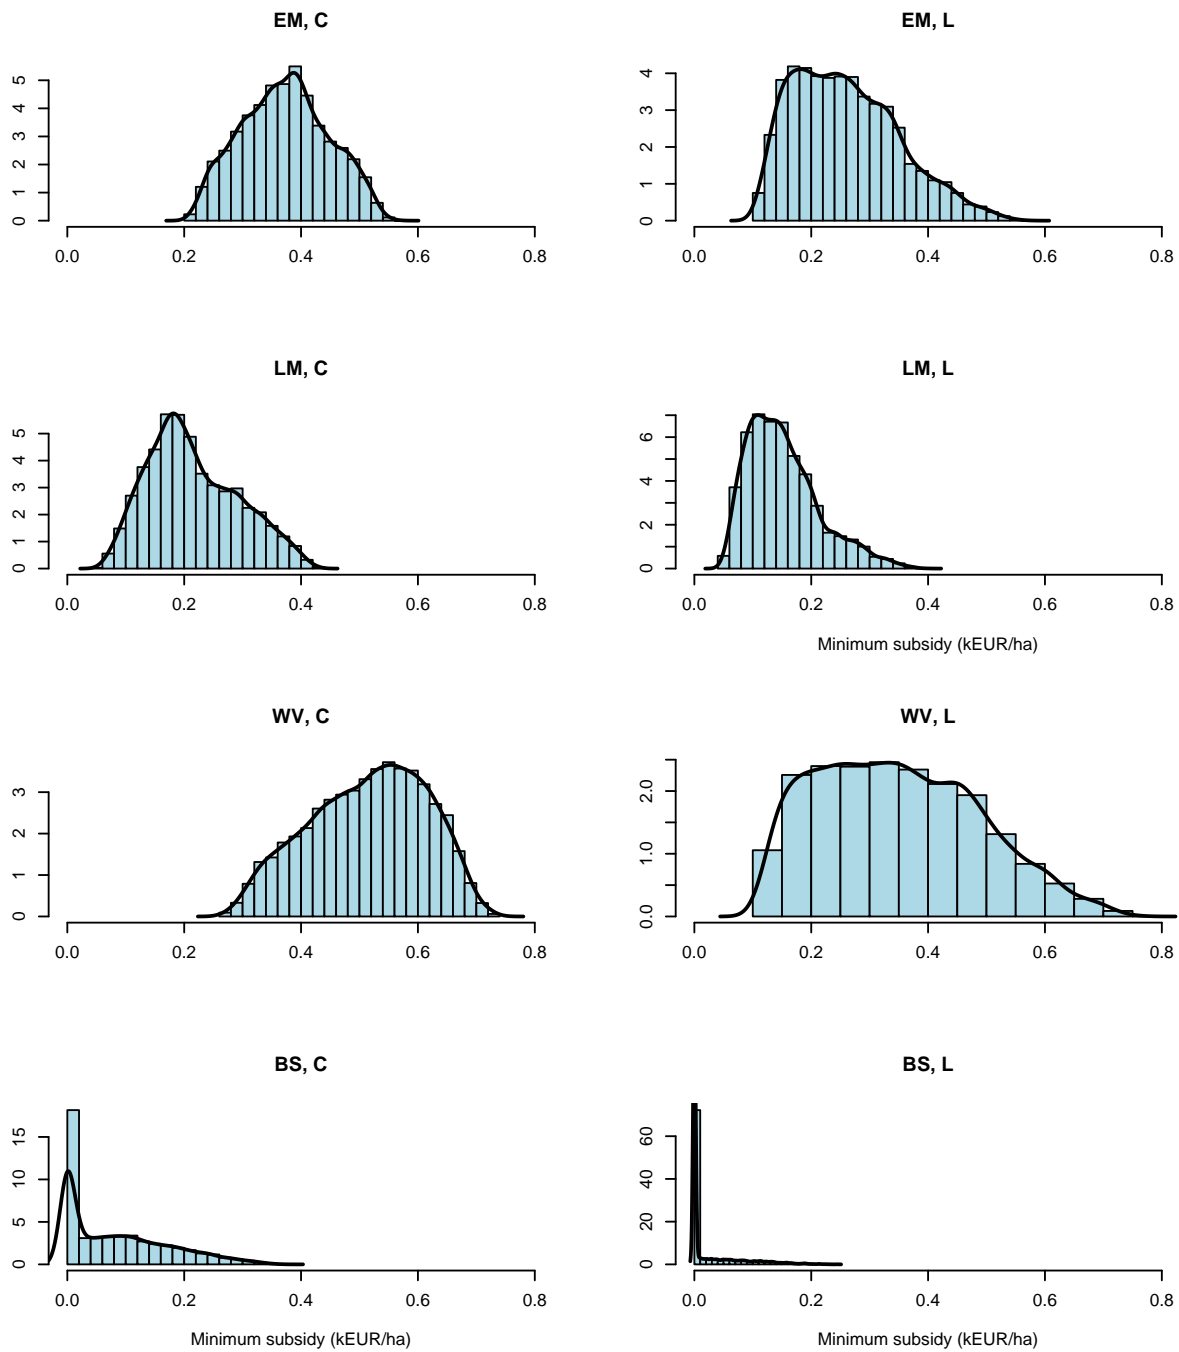 EM, C
0 1 2 3 4 5
0.0 0.2 0.4 0.6 0.8
EM, L
0 1 2 3 4
0.0 0.2 0.4 0.6 0.8
LM, C
0 1 2 3 4 5
0.0 0.2 0.4 0.6 0.8
LM, L
0 2 4 6
0.0 0.2 0.4 0.6 0.8
Minimum subsidy (kEUR/ha)
WV, C
0 1 2 3
0.0 0.2 0.4 0.6 0.8
WV, L
0.0 1.0 2.0
0.0 0.2 0.4 0.6 0.8
BS, C
0 5 10 15
0.0 0.2 0.4 0.6 0.8
Minimum subsidy (kEUR/ha)
BS, L
0 20 40 60
0.0 0.2 0.4 0.6 0.8
Minimum subsidy (kEUR/ha)